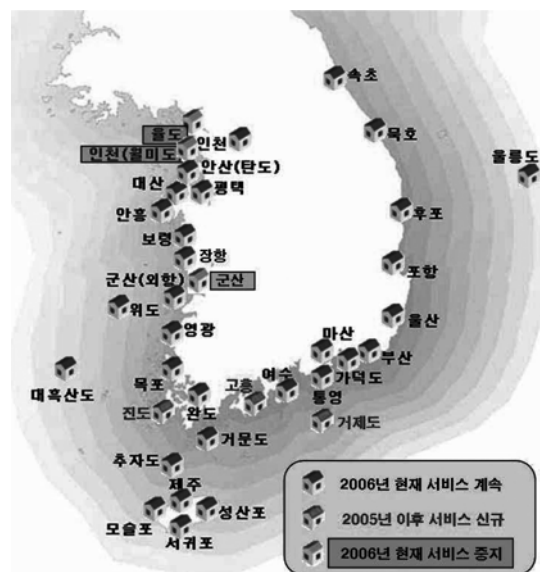 속초
율도
인천
묵호
인천(월미도)
울릉도
안산(탄도)
대산
평택
안흥
후포
보령
장항
포항
군산(외항)
군산
위도
울산
영광
마산
부산
목포
여수
가덕도
고흥
대흑산도
통영
진도
완도
거제도
거문도
추자도
제주
성산포
모슬포
서귀포
2006년 현재 서비스 계속
2005년 이후 서비스 신규
2006년 현재 서비스 중지